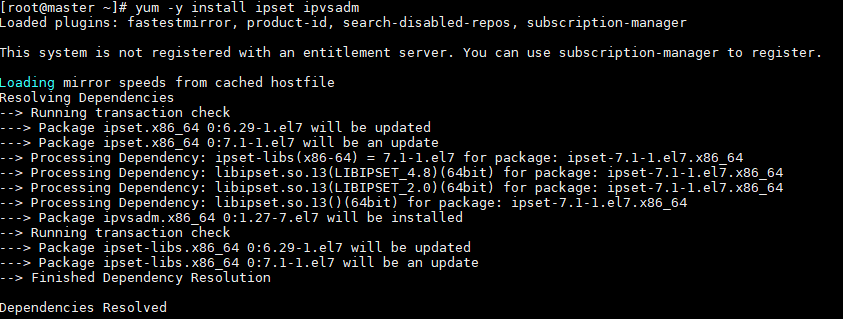 [root@master ~]# yum -y install ipset ipvsadm
Loaded plugins: fastestmirror, product-id, search-disabled-repos, subscription-manager
This system is not registered with an entitlement server. You can use subscription-manager to register.
Loading mirror speeds from cached hostfile
Resolving Dependencies
--> Running transaction check
---> Package ipset.x86_64 0:6.29-1.el7 will be updated
---> Package ipset.x86_64 0:7.1-1.el7 will be an update
--> Processing Dependency: ipset-libs(x86-64) = 7.1-1.el7 for package: ipset-7.1-1.el7.x86_64
--> Processing Dependency: libipset.so.13(LIBIPSET_4.8)(64bit) for package: ipset-7.1-1.el7.x86_64
--> Processing Dependency: libipset.so.13(LIBIPSET_2.0)(64bit) for package: ipset-7.1-1.el7.x86_64
--> Processing Dependency: libipset.so.13()(64bit) for package: ipset-7.1-1.el7.x86_64
---> Package ipvsadm.x86_64 0:1.27-7.el7 will be installed
--> Running transaction check
---> Package ipset-libs.x86_64 0:6.29-1.el7 will be updated
---> Package ipset-libs.x86_64 0:7.1-1.el7 will be an update
--> Finished Dependency Resolution
Dependencies Resolved